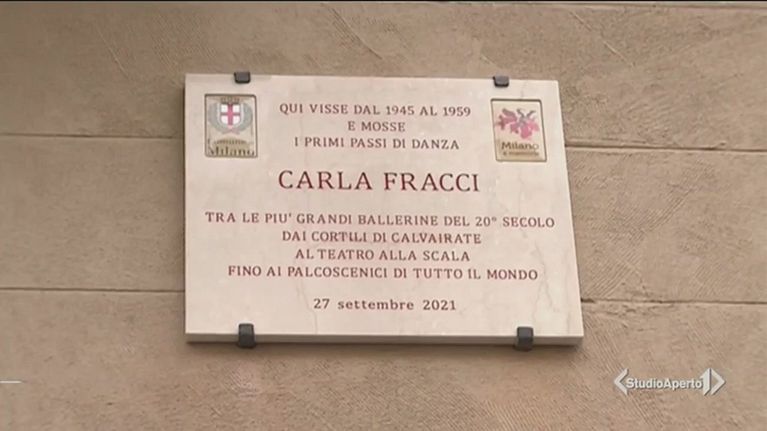 QUI VISSE DAL 1945 AL 1959
E MOSSE
I PRIMI PASSI DI DANZA
Comune
Milano
Milano
è memoria
CARLA FRACCI
TRA LE PIU' GRANDI BALLERINE DEL 20° SECOLO
DAI CORTILI DI CALVAIRATE
AL TEATRO ALLA SCALA
FINO AI PALCOSCENICI DI TUTTO IL MONDO
27 settembre 2021
StudioAperto